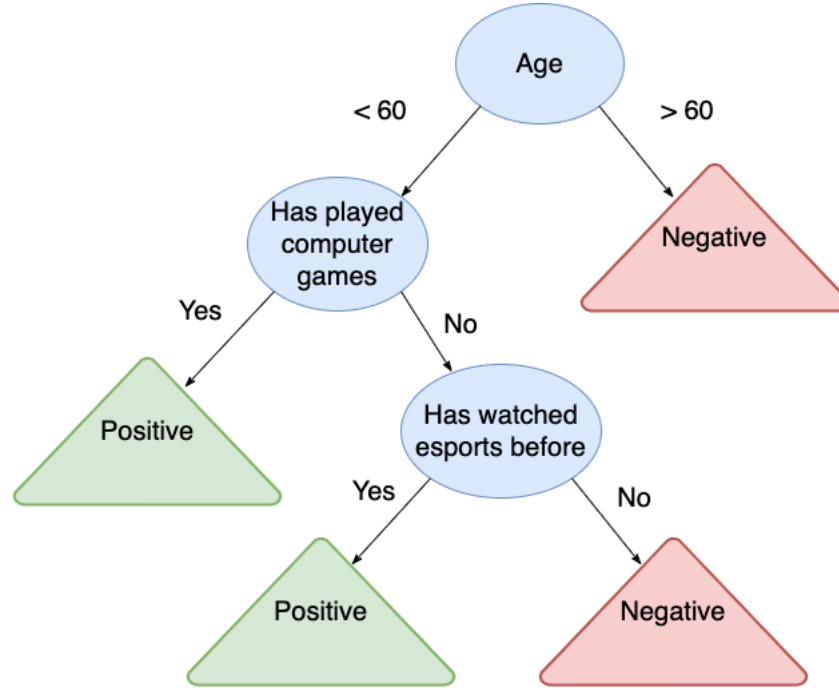 Age
< 60
> 60
Has played
computer
games
Negative
Yes
No
Positive
Has watched
esports before
Yes
No
Positive
Negative